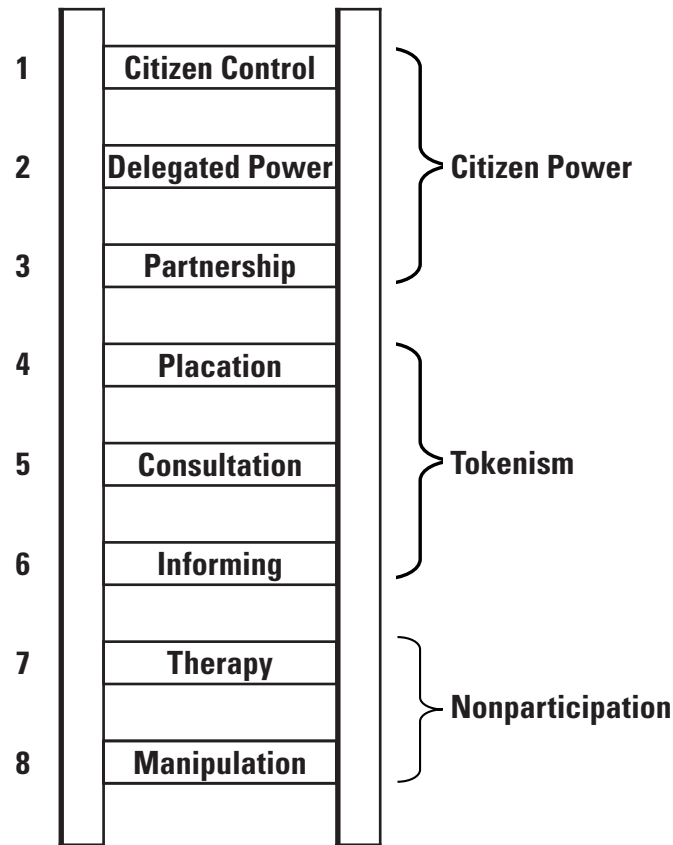 1 Citizen Control
2 Delegated Power Citizen Power
3 Partnership
4 Placation
5 Consultation Tokenism
6 Informing
7 Therapy
Nonparticipation
8 Manipulation